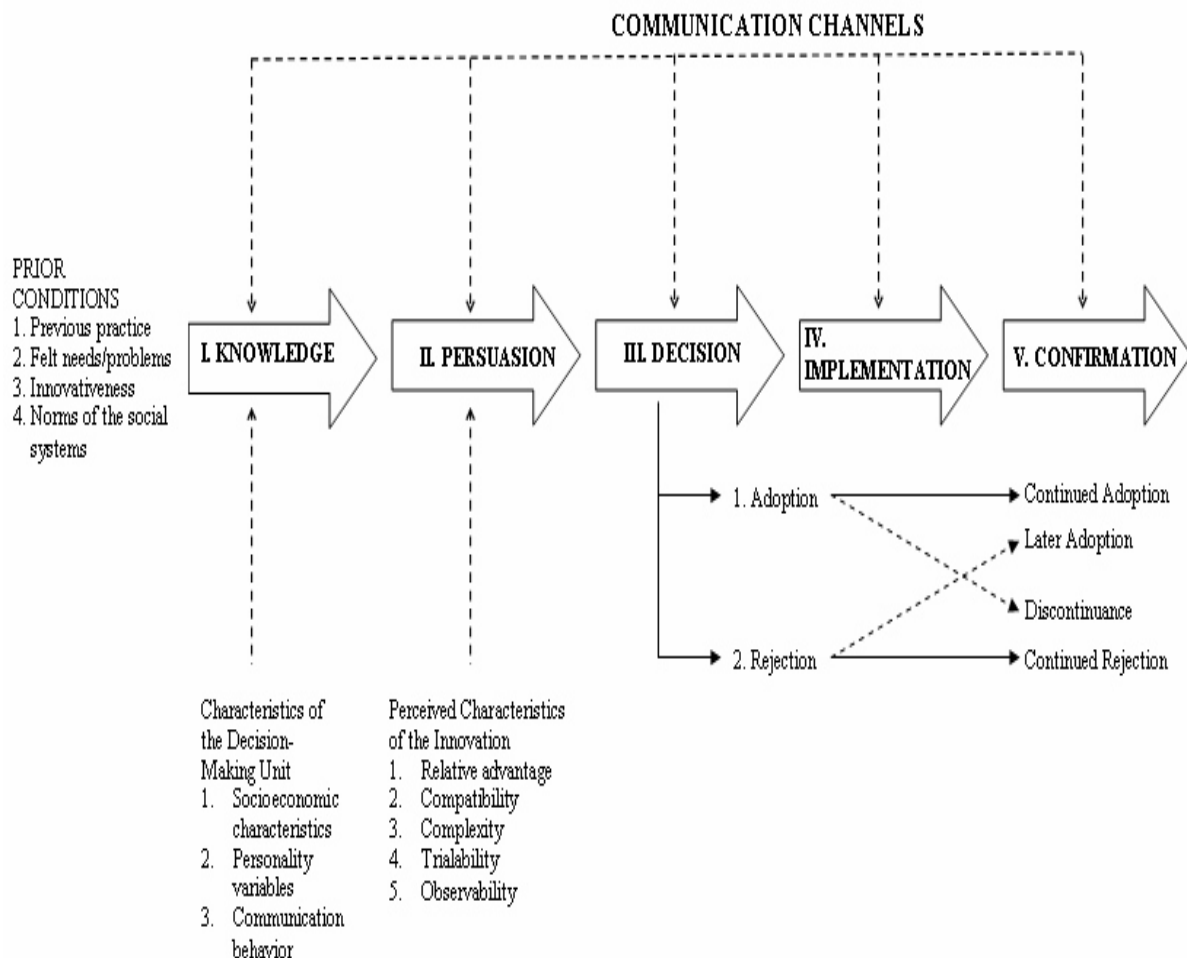 COMMUNICATION CHANNELS
PRIOR
CONDITIONS
1. Previous practice
2. Felt needs/problems
3. Innovativeness
4. Norms of the social
systems
I. KNOWLEDGE
II. PERSUASION
III. DECISION
IV.
IMPLEMENTATION
V. CONFIRMATION
1. Adoption
2. Rejection
Continued Adoption
Later Adoption
Discontinuance
Continued Rejection
Characteristics of
the Decision-
Making Unit
1. Socioeconomic
characteristics
2. Personality
variables
3. Communication
behavior
Perceived Characteristics
of the Innovation
1. Relative advantage
2. Compatibility
3. Complexity
4. Trialability
5. Observability